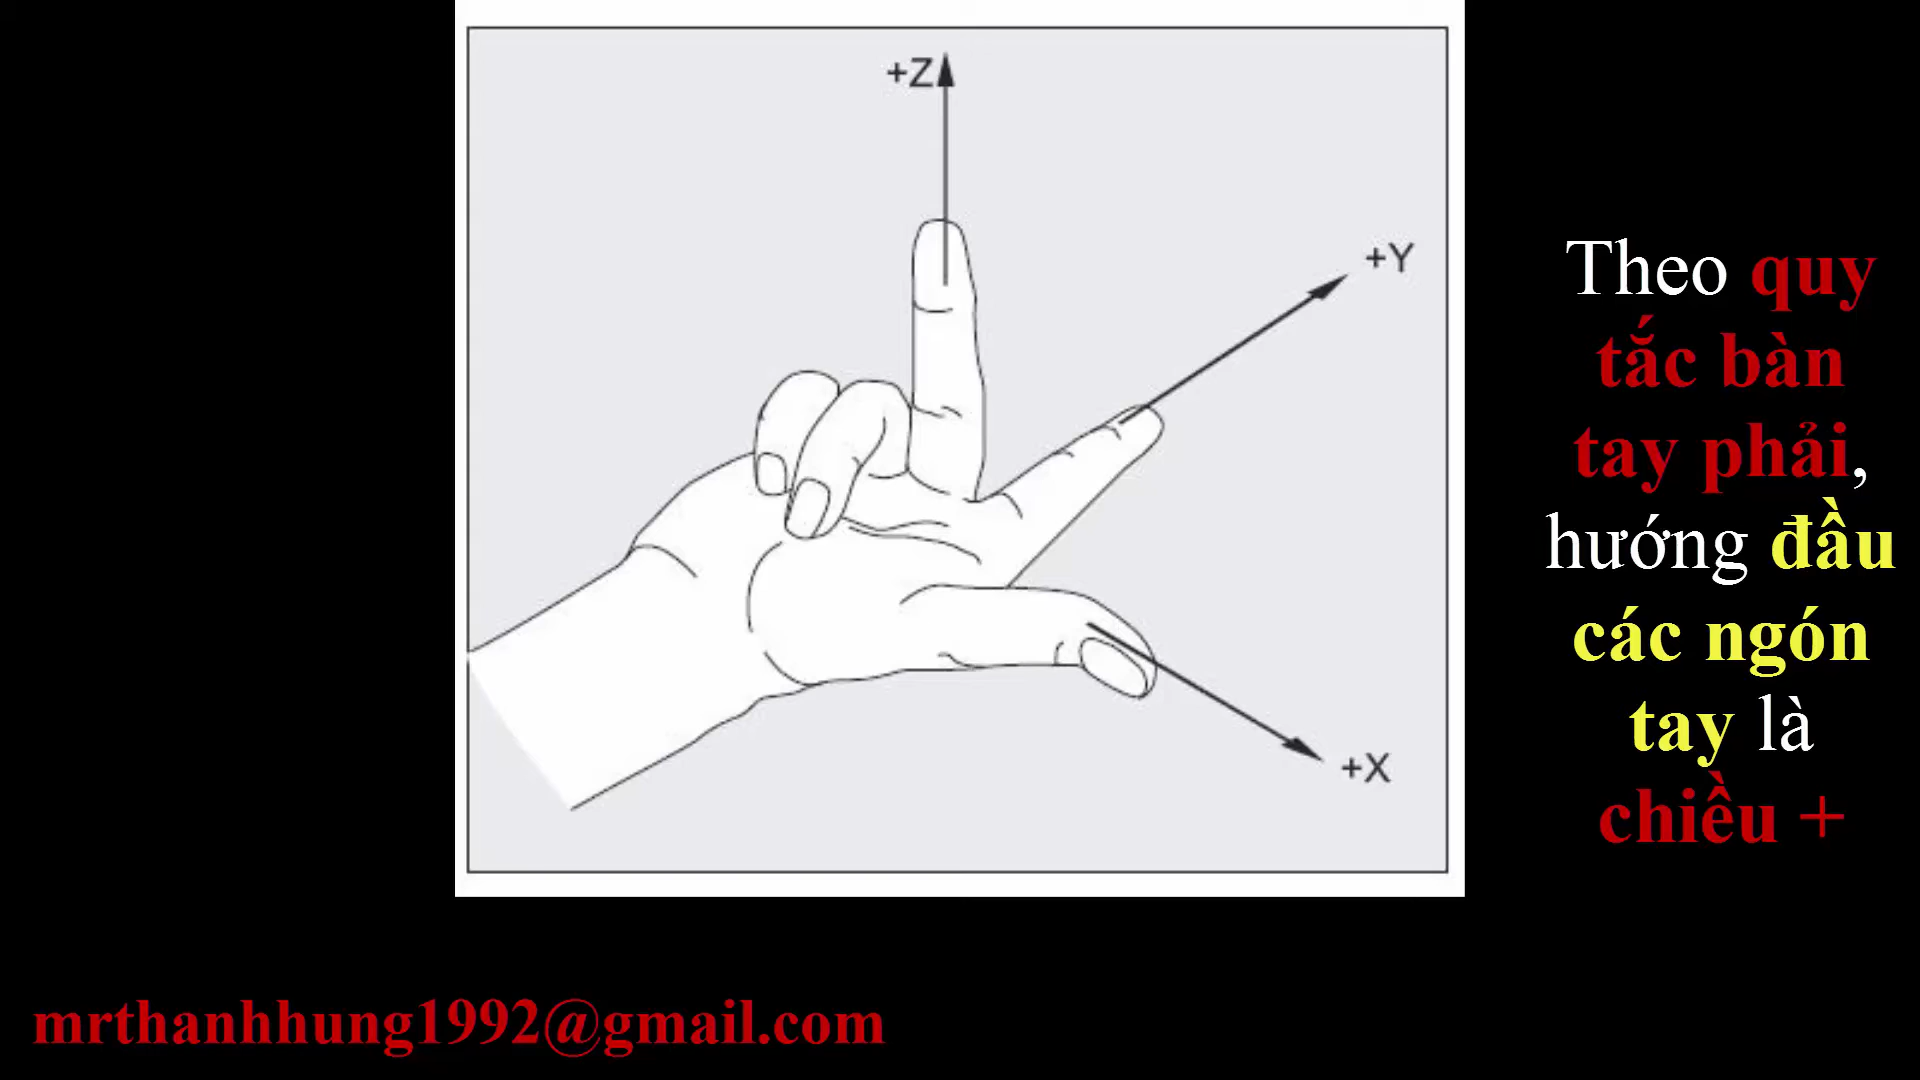 +Z
+Y
+X
Theo quy
tắc bàn
tay phải,
hướng đầu
các ngón
tay là
chiều +
mrthanhhung1992@gmail.com